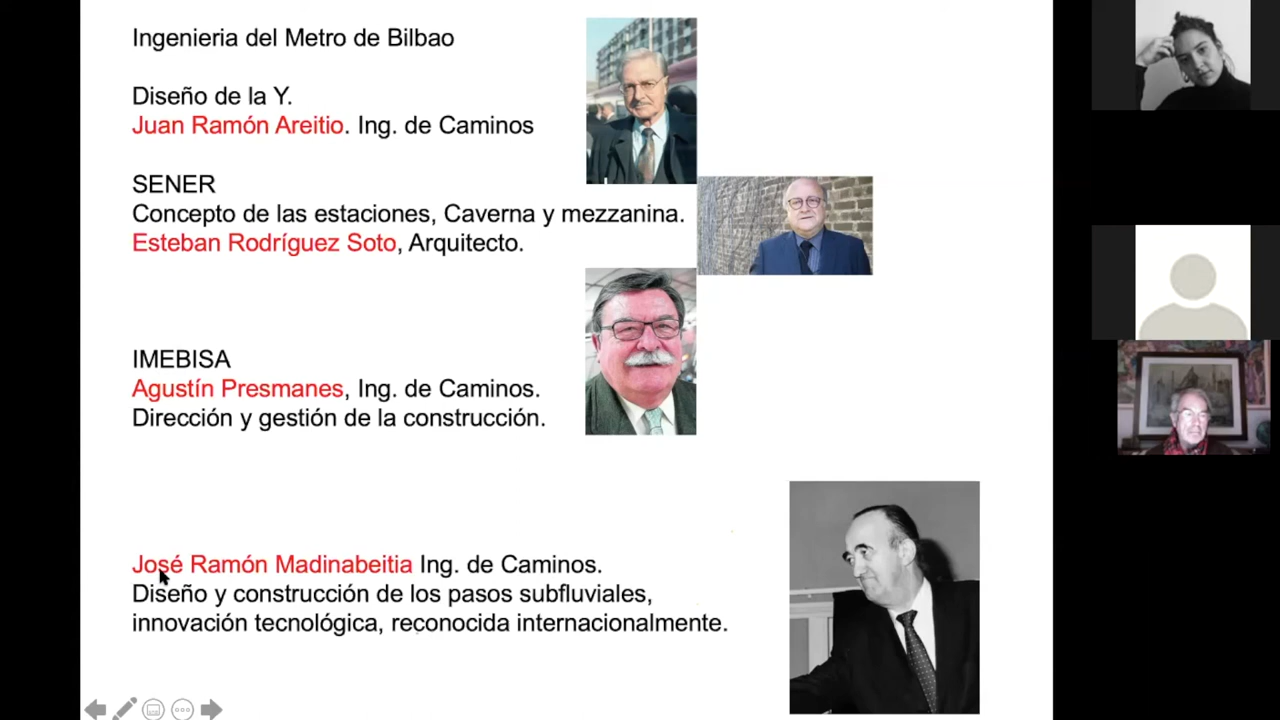 Ingenieria del Metro de Bilbao
Diseño de la Y.
Juan Ramón Areitio. Ing. de Caminos
SENER
Concepto de las estaciones, Caverna y mezzanina.
Esteban Rodríguez Soto, Arquitecto.
IMEBISA
Agustín Presmanes, Ing. de Caminos.
Dirección y gestión de la construcción.
José Ramón Madinabeitia Ing. de Caminos.
Diseño y construcción de los pasos subfluviales,
innovación tecnológica, reconocida internacionalmente.